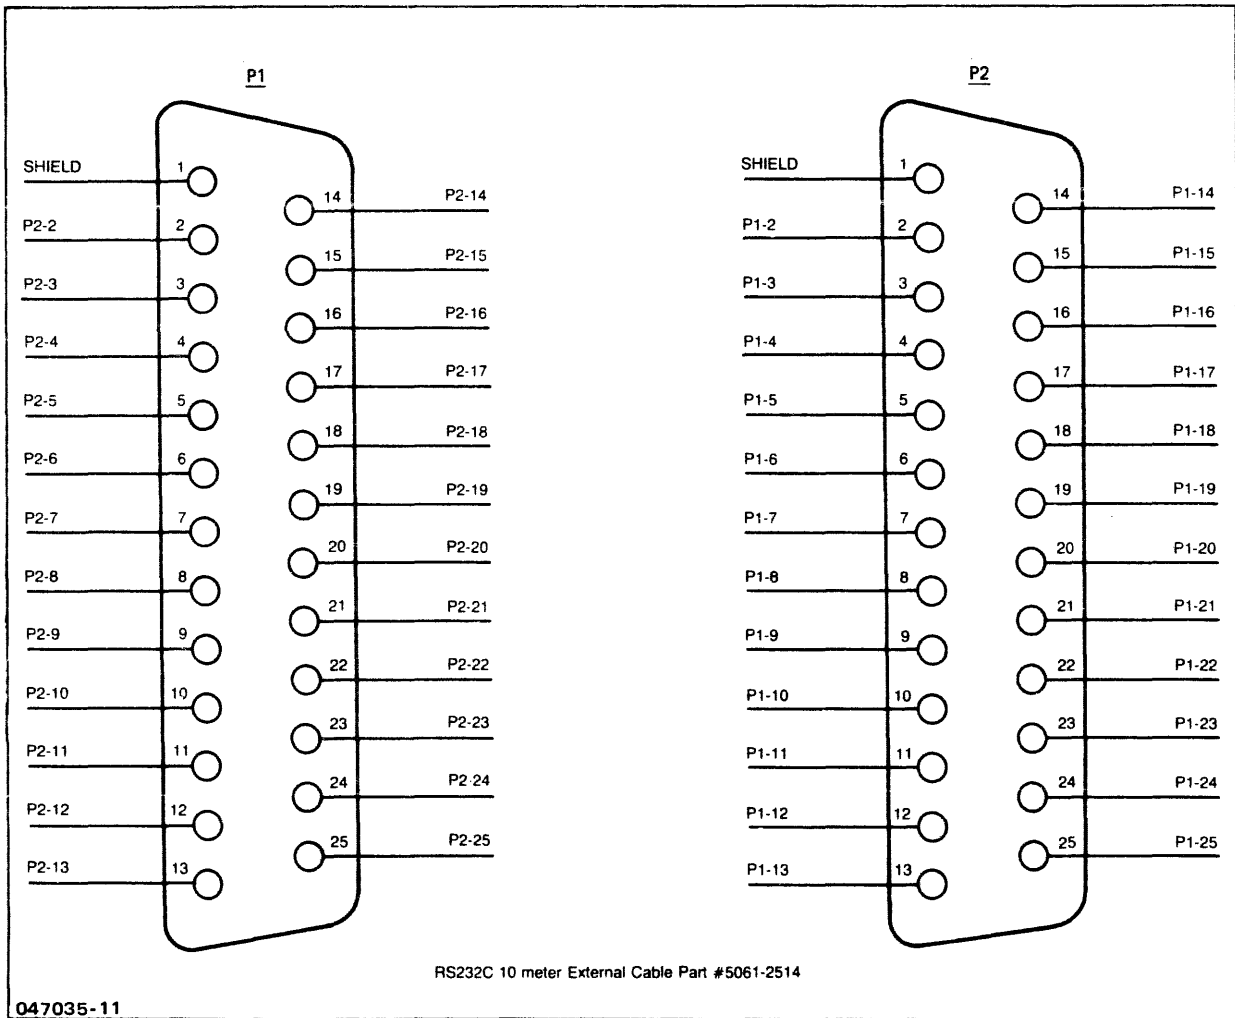 P1
SHIELD 1
14 P2-14
P2-2 2
15 P2-15
P2-3 3
16 P2-16
P2-4 4
17 P2-17
P2-5 5
18 P2-18
P2-6 6
19 P2-19
P2-7 7
20 P2-20
P2-8 8
21 P2-21
P2-9 9
22 P2-22
P2-10 10
23 P2-23
P2-11 11
24 P2-24
P2-12 12
25 P2-25
P2-13 13
P2
SHIELD 1
14 P1-14
P1-2 2
15 P1-15
P1-3 3
16 P1-16
P1-4 4
17 P1-17
P1-5 5
18 P1-18
P1-6 6
19 P1-19
P1-7 7
20 P1-20
P1-8 8
21 P1-21
P1-9 9
22 P1-22
P1-10 10
23 P1-23
P1-11 11
24 P1-24
P1-12 12
25 P1-25
P1-13 13
RS232C 10 meter External Cable Part #5061-2514
047035-11